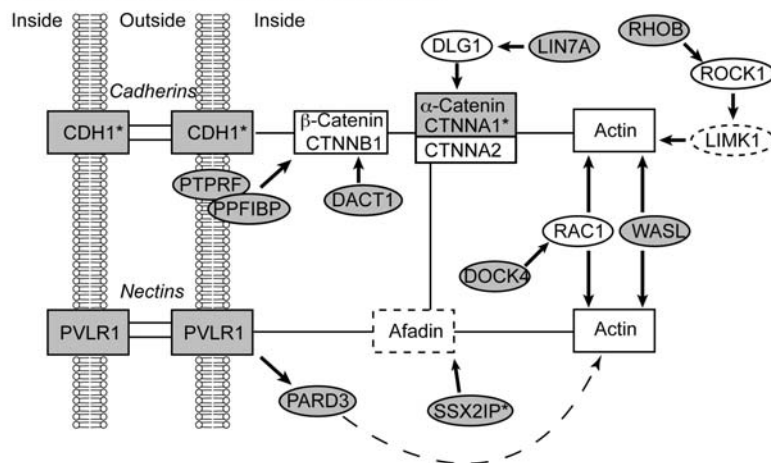 Inside Outside Inside
DLG1 LIN7A RHOB
ROCK1
Cadherins
CDH1* CDH1* β-Catenin CTNNB1 α-Catenin CTNNA1* Actin LIMK1
CTNNA2
PTPRF
PPFIBP DACT1
RAC1 WASL
DOCK4
Nectins
PVLR1 PVLR1 Afadin Actin
PARD3 SSX2IP*